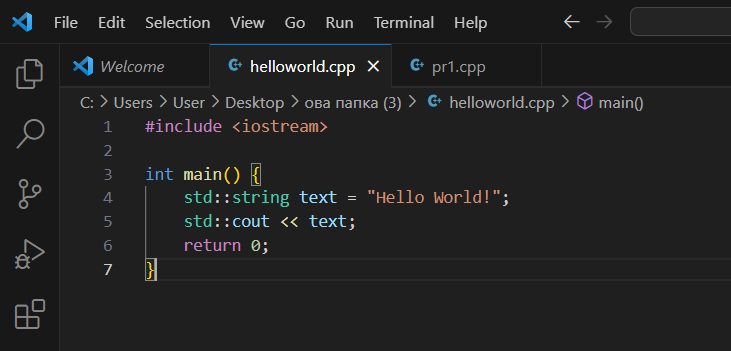 File Edit Selection View Go Run Terminal Help
Welcome helloworld.cpp pr1.cpp
C: > Users > User > Desktop > ова папка (3) > helloworld.cpp > main()
1 #include <iostream>
2
3 int main() {
4 std::string text = "Hello World!";
5 std::cout << text;
6 return 0;
7 }